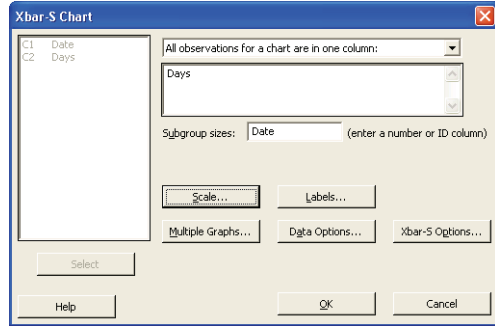 Xbar-S Chart
C1 Date
C2 Days
All observations for a chart are in one column:
Days
Subgroup sizes: Date (enter a number or ID column)
Scale... Labels...
Multiple Graphs... Data Options... Xbar-S Options...
Select
Help OK Cancel